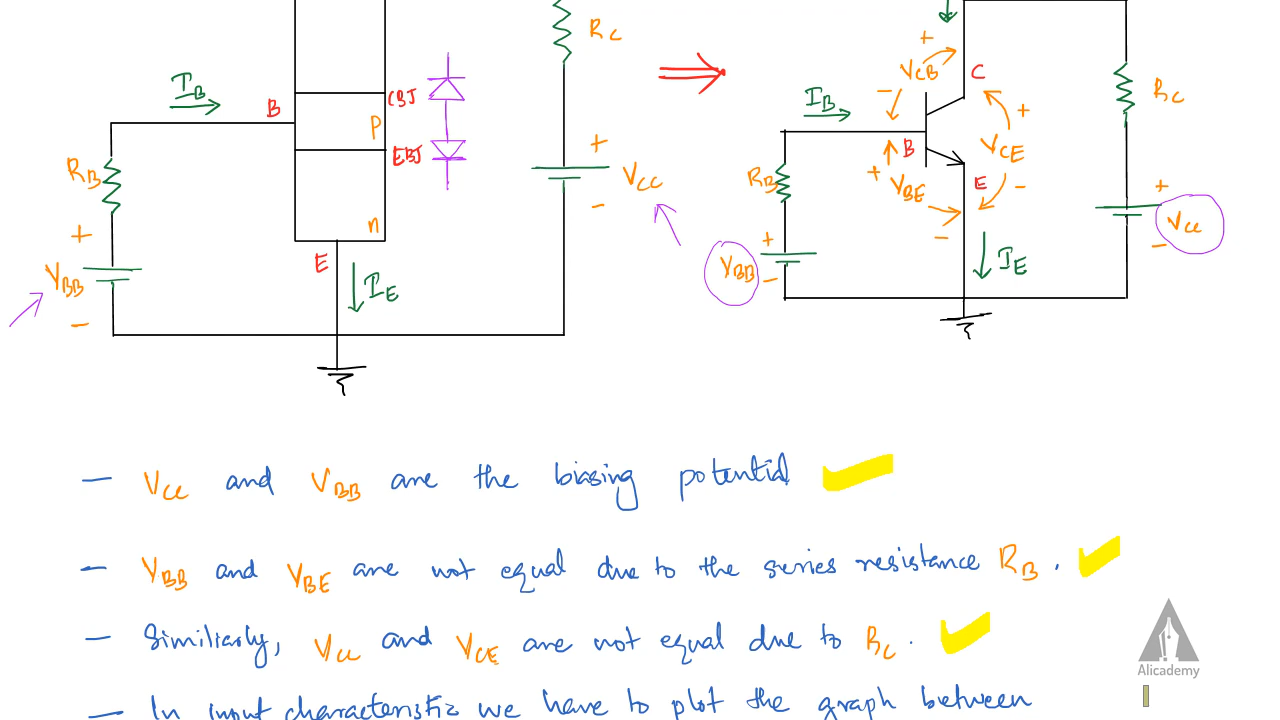 R_C
I_B
B
CBJ
P
EBJ
R_B
+
V_BB
-
n
E
I_E
+
V_CC
-
+
V_CB
-
C
I_B
B
+
V_BE
-
+
V_CE
-
E
R_B
+
V_BB
-
I_E
R_C
+
V_CC
-
— V_CC and V_BB are the biasing potential
— V_BB and V_BE are not equal due to the series resistance R_B.
— Similiarly, V_CC and V_CE are not equal due to R_C.
— In input characteristic we have to plot the graph between
Alicademy